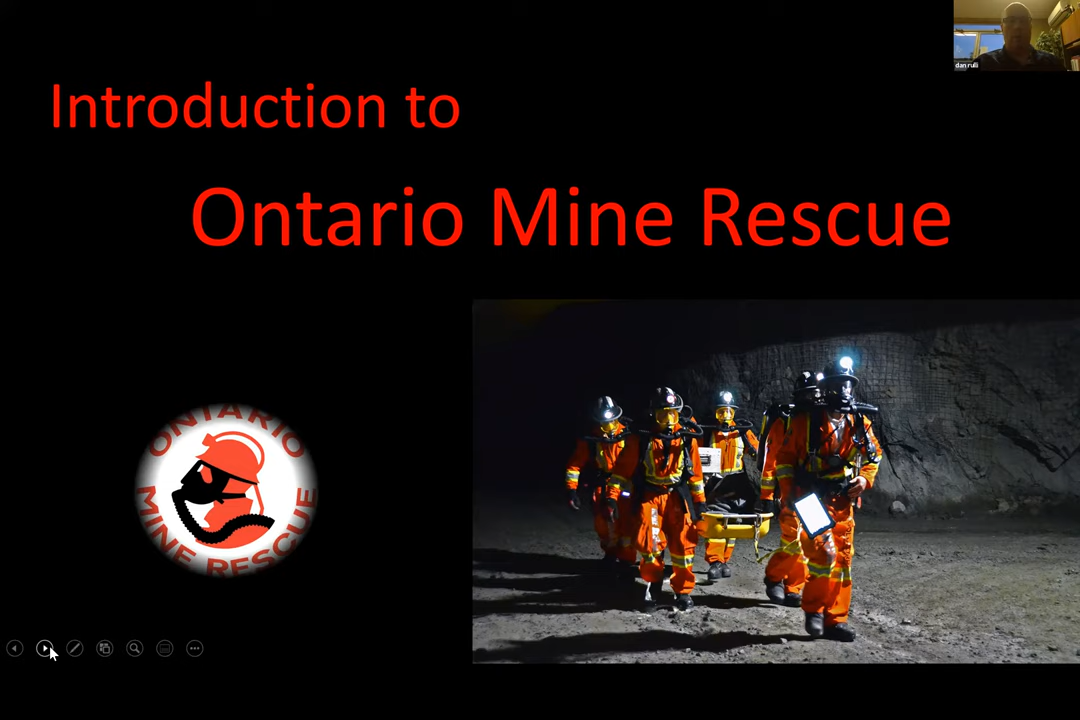 dan rulli
Introduction to
Ontario Mine Rescue
ONTARIO
MINE RESCUE